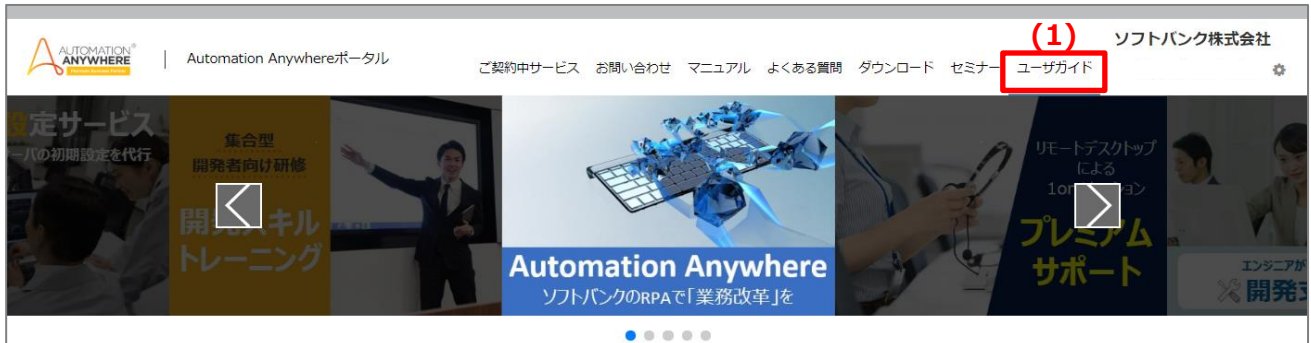 (1)
ソフトバンク株式会社
AUTOMATION®
ANYWHERE
Automation Anywhereポータル
ご契約中サービス お問い合わせ マニュアル よくある質問 ダウンロード セミナー ユーザガイド
設定サービス
ーバの初期設定を代行
集合型
開発者向け研修
開発スキル
トレーニング
Automation Anywhere
ソフトバンクのRPAで「業務改革」を
リモートデスクトップ
による
プレミアム
サポート
エンジニアが
開発